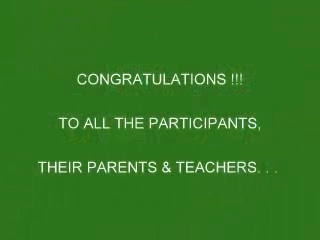 CONGRATULATIONS !!!
TO ALL THE PARTICIPANTS,
THEIR PARENTS & TEACHERS. . .